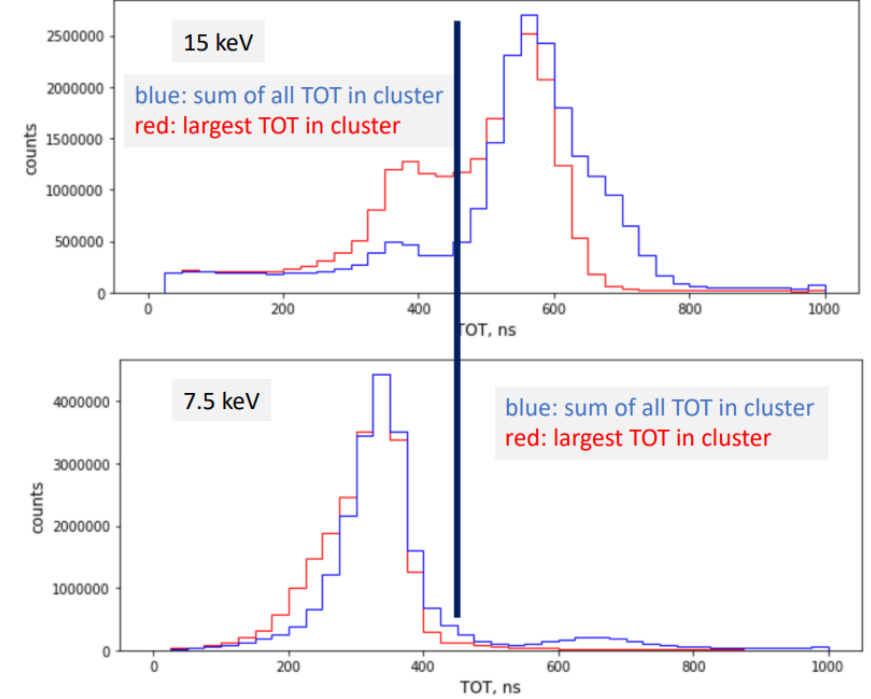 2500000
2000000
1500000
1000000
500000
0
counts
15 keV
blue: sum of all TOT in cluster
red: largest TOT in cluster
0 200 400 600 800 1000
TOT, ns
4000000
3000000
2000000
1000000
0
counts
7.5 keV
blue: sum of all TOT in cluster
red: largest TOT in cluster
0 200 400 600 800 1000
TOT, ns